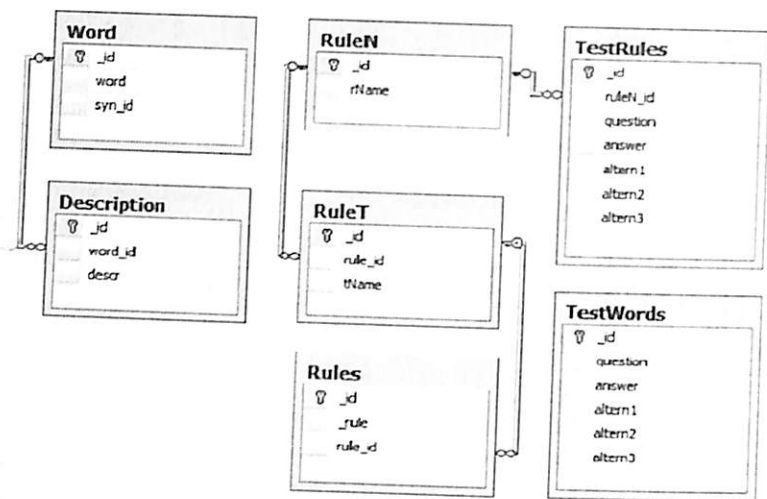 Word
_id
word
syn_id
Description
_id
word_id
descr
RuleN
_id
rName
RuleT
_id
rule_id
tName
Rules
_id
_rule
rule_id
TestRules
_id
ruleN_id
question
answer
altern1
altern2
altern3
TestWords
_id
question
answer
altern1
altern2
altern3